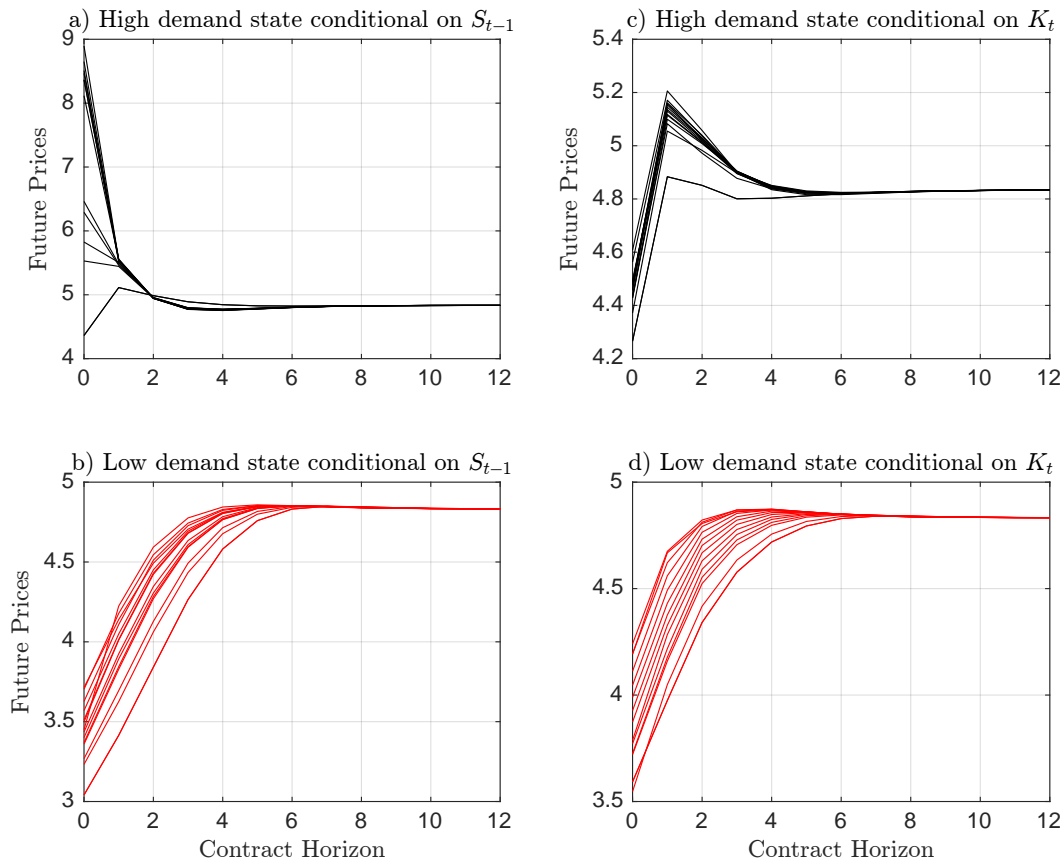 a) High demand state conditional on S_{t−1}
9
8
7
6
5
4
Future Prices
0 2 4 6 8 10 12
c) High demand state conditional on K_t
5.4
5.2
5
4.8
4.6
4.4
4.2
Future Prices
0 2 4 6 8 10 12
b) Low demand state conditional on S_{t−1}
5
4.5
4
3.5
3
Future Prices
0 2 4 6 8 10 12
Contract Horizon
d) Low demand state conditional on K_t
5
4.5
4
3.5
0 2 4 6 8 10 12
Contract Horizon